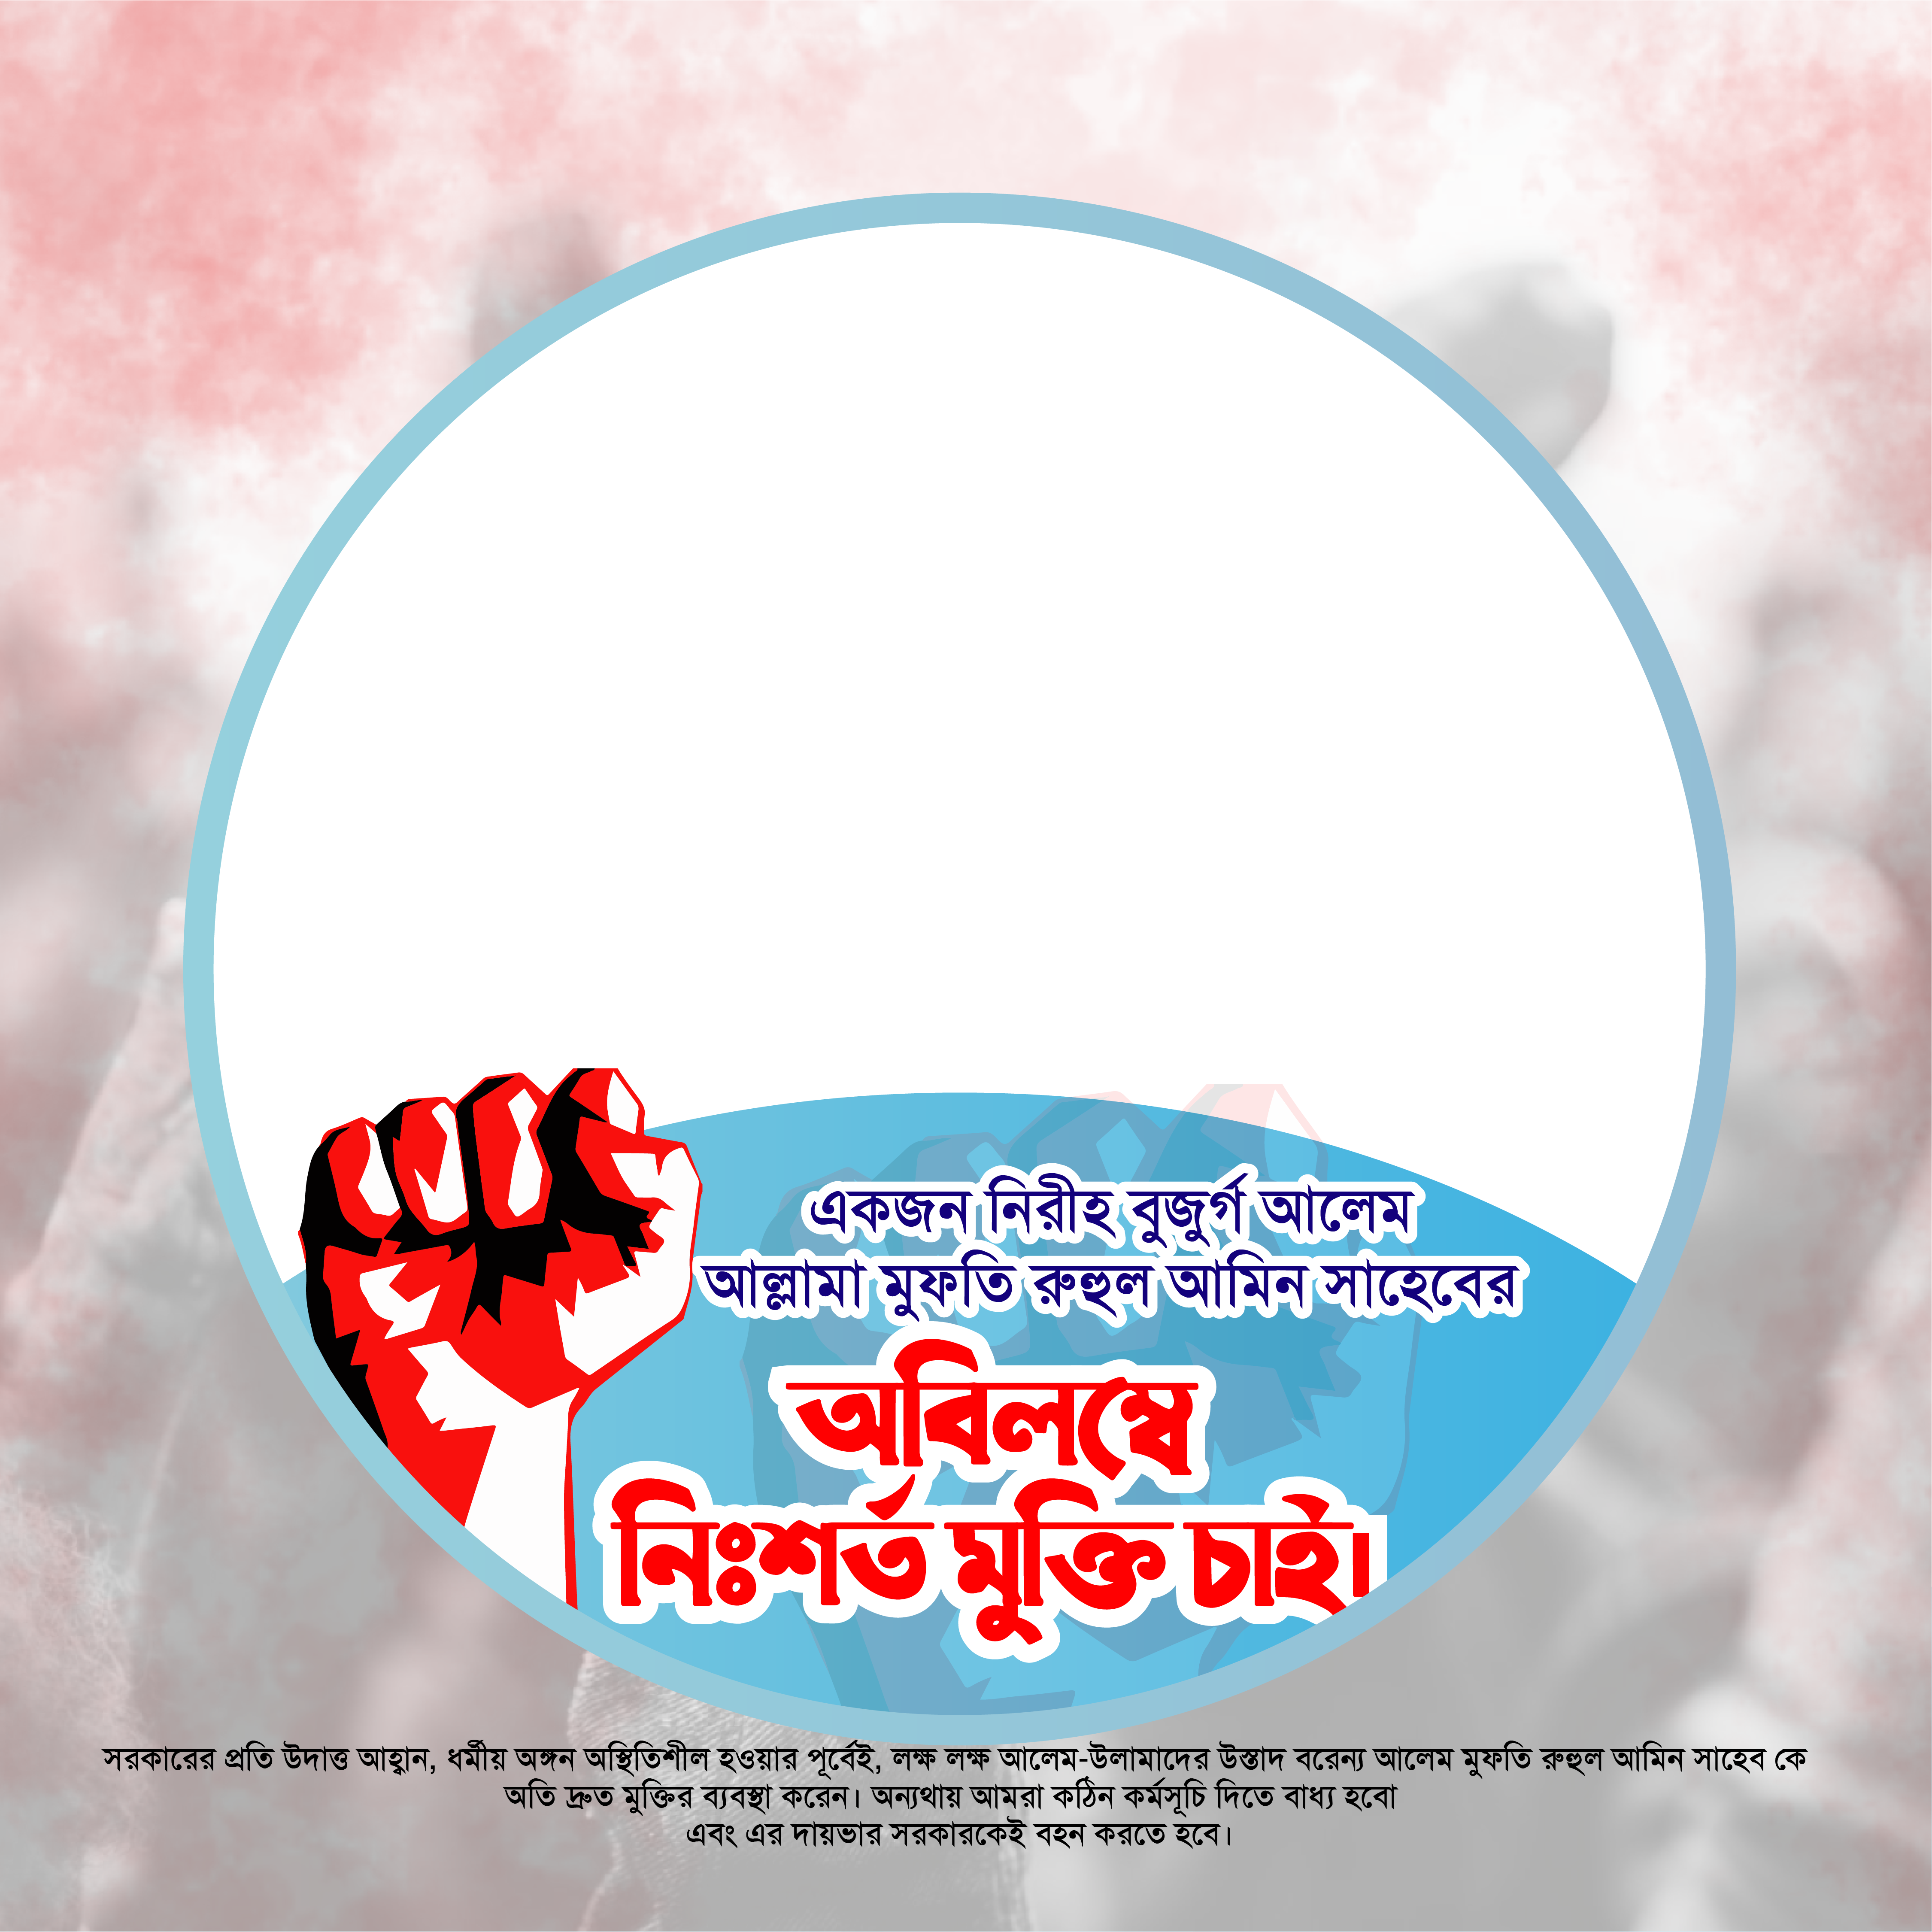 একজন নিরীহ বুজুর্গ আলেম
আল্লামা মুফতি রুহুল আমিন সাহেবের
অবিলম্বে
নিঃশর্ত মুক্তি চাই।
সরকারের প্রতি উদাত্ত আহ্বান, ধর্মীয় অঙ্গন অস্থিতিশীল হওয়ার পূর্বেই, লক্ষ লক্ষ আলেম-উলামাদের উস্তাদ বরেন্য আলেম মুফতি রুহুল আমিন সাহেব কে
অতি দ্রুত মুক্তির ব্যবস্থা করেন। অন্যথায় আমরা কঠিন কর্মসূচি দিতে বাধ্য হবো
এবং এর দায়ভার সরকারকেই বহন করতে হবে।